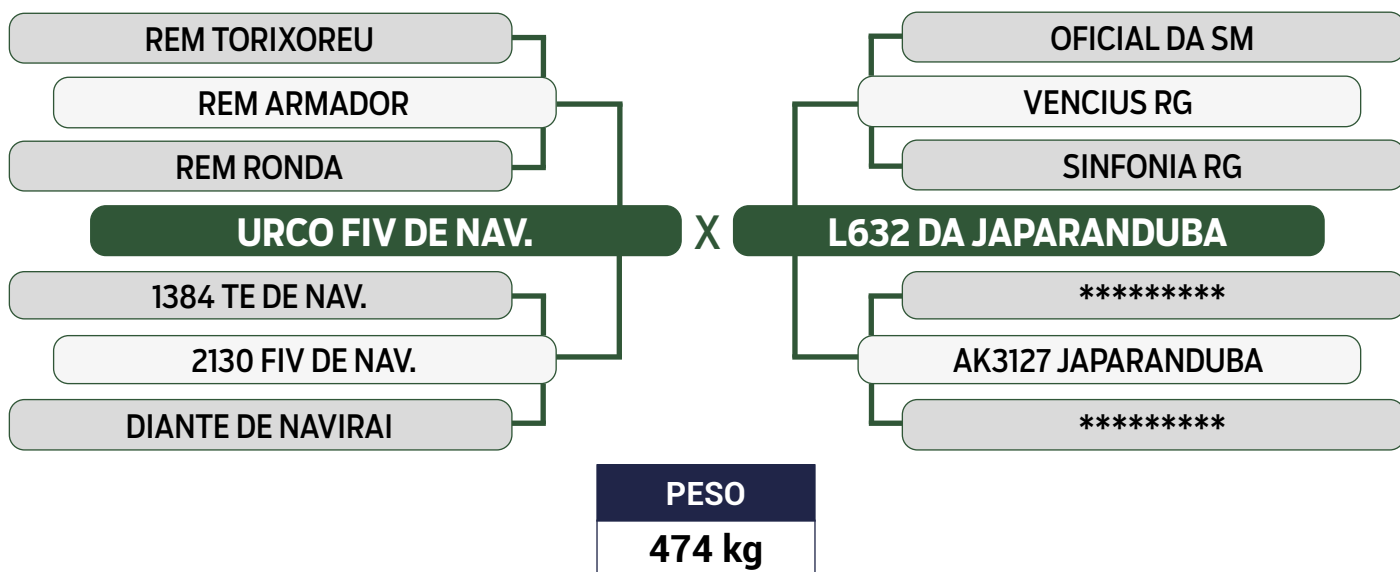 REM TORIXOREU
REM ARMADOR
REM RONDA
URCO FIV DE NAV.
1384 TE DE NAV.
2130 FIV DE NAV.
DIANTE DE NAVIRAI
X
OFICIAL DA SM
VENCIUS RG
SINFONIA RG
L632 DA JAPARANDUBA
*********
AK3127 JAPARANDUBA
*********
PESO
474 kg